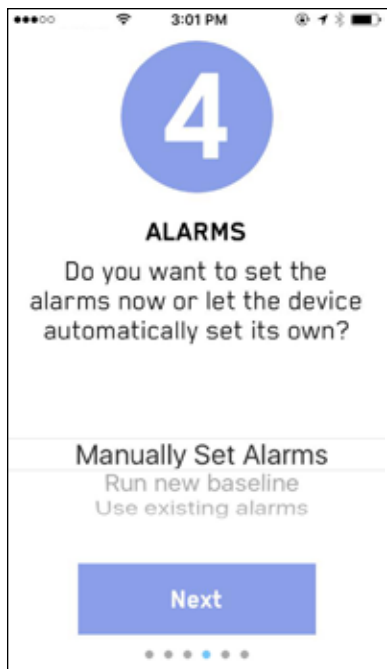 3:01 PM
4
ALARMS
Do you want to set the
alarms now or let the device
automatically set its own?
Manually Set Alarms
Run new baseline
Use existing alarms
Next